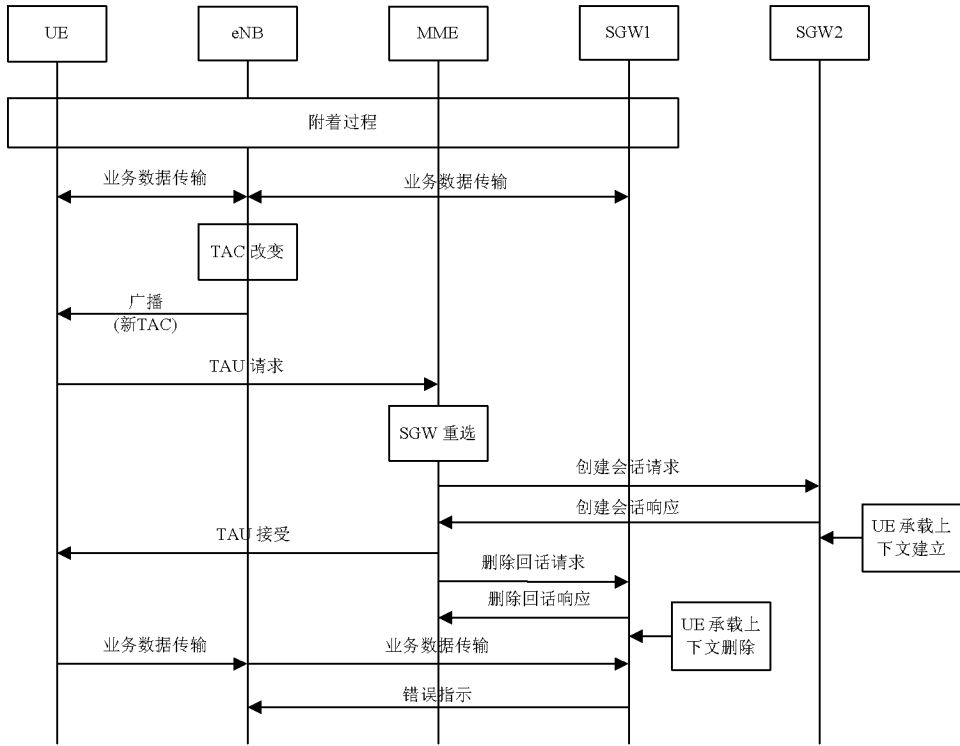 UE
eNB
MME
SGW1
SGW2
附着过程
业务数据传输
业务数据传输
TAC 改变
广播
(新TAC)
TAU 请求
SGW 重选
创建会话请求
创建会话响应
UE 承载上
下文建立
TAU 接受
删除回话请求
删除回话响应
UE 承载上
下文删除
业务数据传输
业务数据传输
错误指示